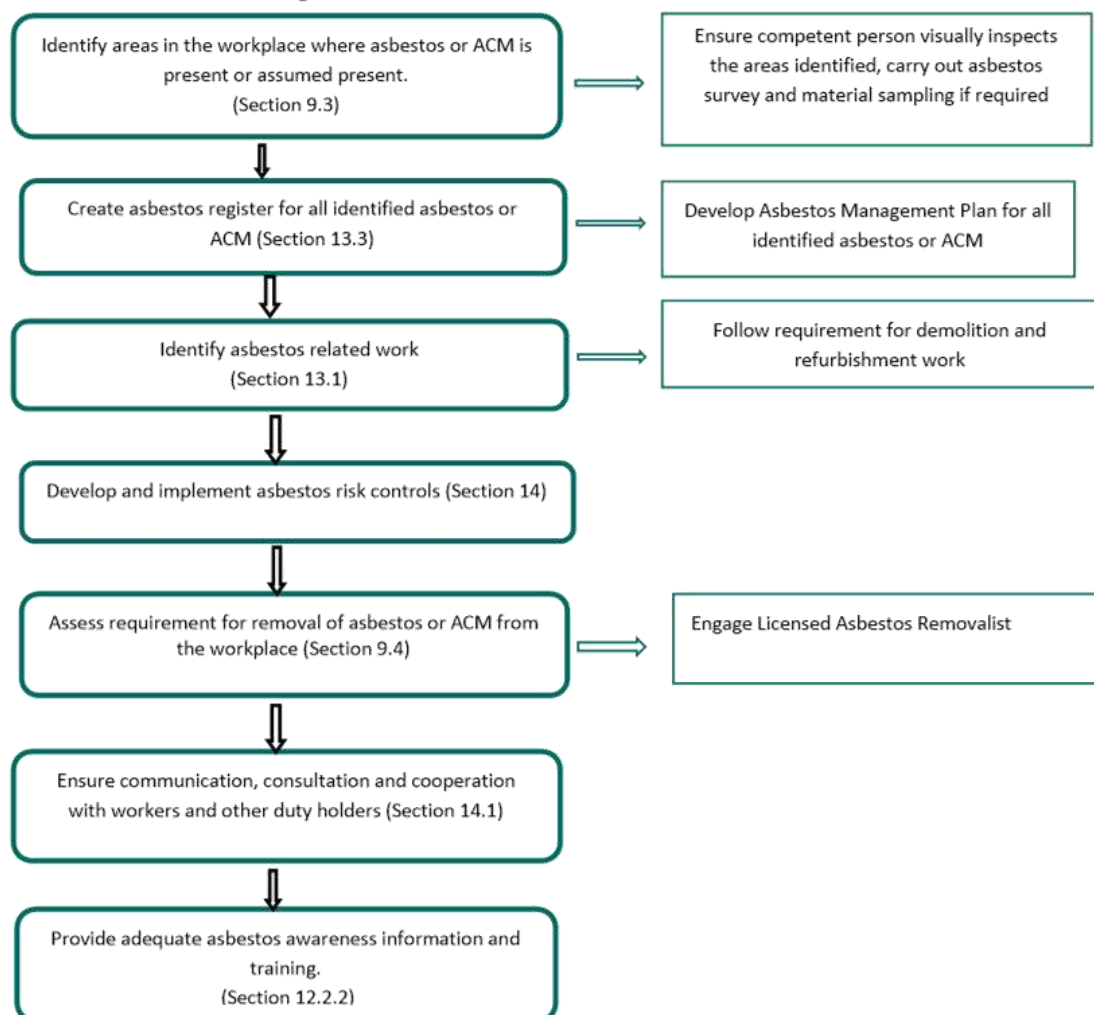 Identify areas in the workplace where asbestos or ACM is
present or assumed present.
(Section 9.3)
Ensure competent person visually inspects
the areas identified, carry out asbestos
survey and material sampling if required
Create asbestos register for all identified asbestos or
ACM (Section 13.3)
Develop Asbestos Management Plan for all
identified asbestos or ACM
Identify asbestos related work
(Section 13.1)
Follow requirement for demolition and
refurbishment work
Develop and implement asbestos risk controls (Section 14)
Assess requirement for removal of asbestos or ACM from
the workplace (Section 9.4)
Engage Licensed Asbestos Removalist
Ensure communication, consultation and cooperation
with workers and other duty holders (Section 14.1)
Provide adequate asbestos awareness information and
training.
(Section 12.2.2)